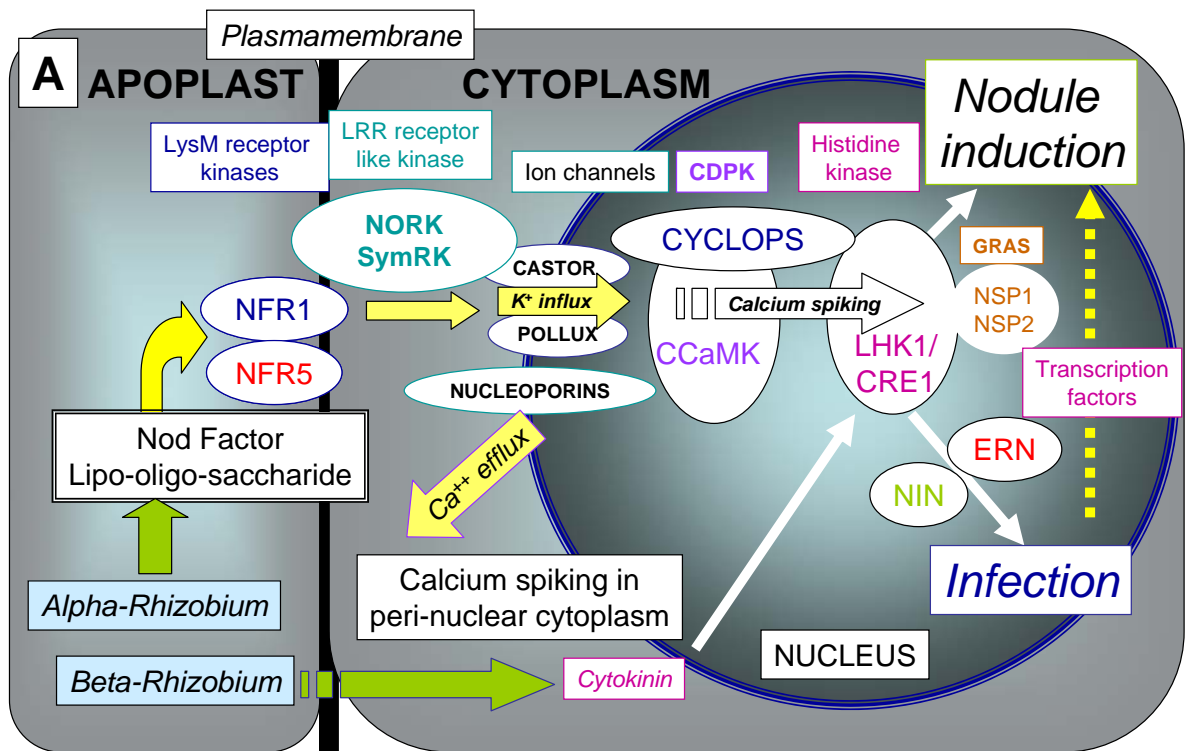 Plasmamembrane
A
APOPLAST
CYTOPLASM
LysM receptor
kinases
LRR receptor
like kinase
Ion channels
CDPK
Histidine
kinase
Nodule
induction
NORK
SymRK
CYCLOPS
GRAS
CASTOR
K+ influx
POLLUX
Calcium spiking
NSP1
NSP2
NFR1
NFR5
CCaMK
LHK1/
CRE1
Transcription
factors
NUCLEOPORINS
Nod Factor
Lipo-oligo-saccharide
Ca++ efflux
ERN
NIN
Calcium spiking in
peri-nuclear cytoplasm
Infection
Alpha-Rhizobium
NUCLEUS
Beta-Rhizobium
Cytokinin